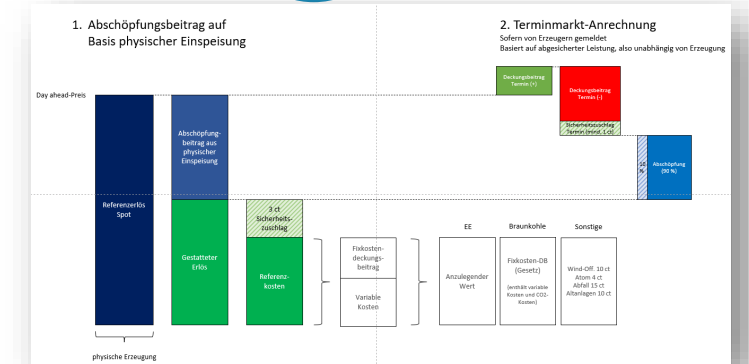 1. Abschöpfungsbeitrag auf
Basis physischer Einspeisung
2. Terminmarkt-Anrechnung
Sofern von Erzeugern gemeldet
Basiert auf abgesicherter Leistung, also unabhängig von Erzeugung
Day ahead-Preis
Deckungsbeitrag
Termin (+)
Deckungsbeitrag
Termin (-)
Sicherheitszuschlag
Termin (mind. 1 ct)
Abschöpfung-
beitrag aus
physischer
Einspeisung
10
%
Abschöpfung
(90 %)
Referenzerlös
Spot
Gestatteter
Erlös
3 ct
Sicherheits-
zuschlag
Referenz-
kosten
Fixkosten-
deckungs-
beitrag
Variable
Kosten
EE
Braunkohle
Sonstige
Anzulegender
Wert
Fixkosten-DB
(Gesetz)
(enthält variable
Kosten und CO2-
Kosten)
Wind-Off. 10 ct
Atom 4 ct
Abfall 15 ct
Altanlagen 10 ct
physische Erzeugung